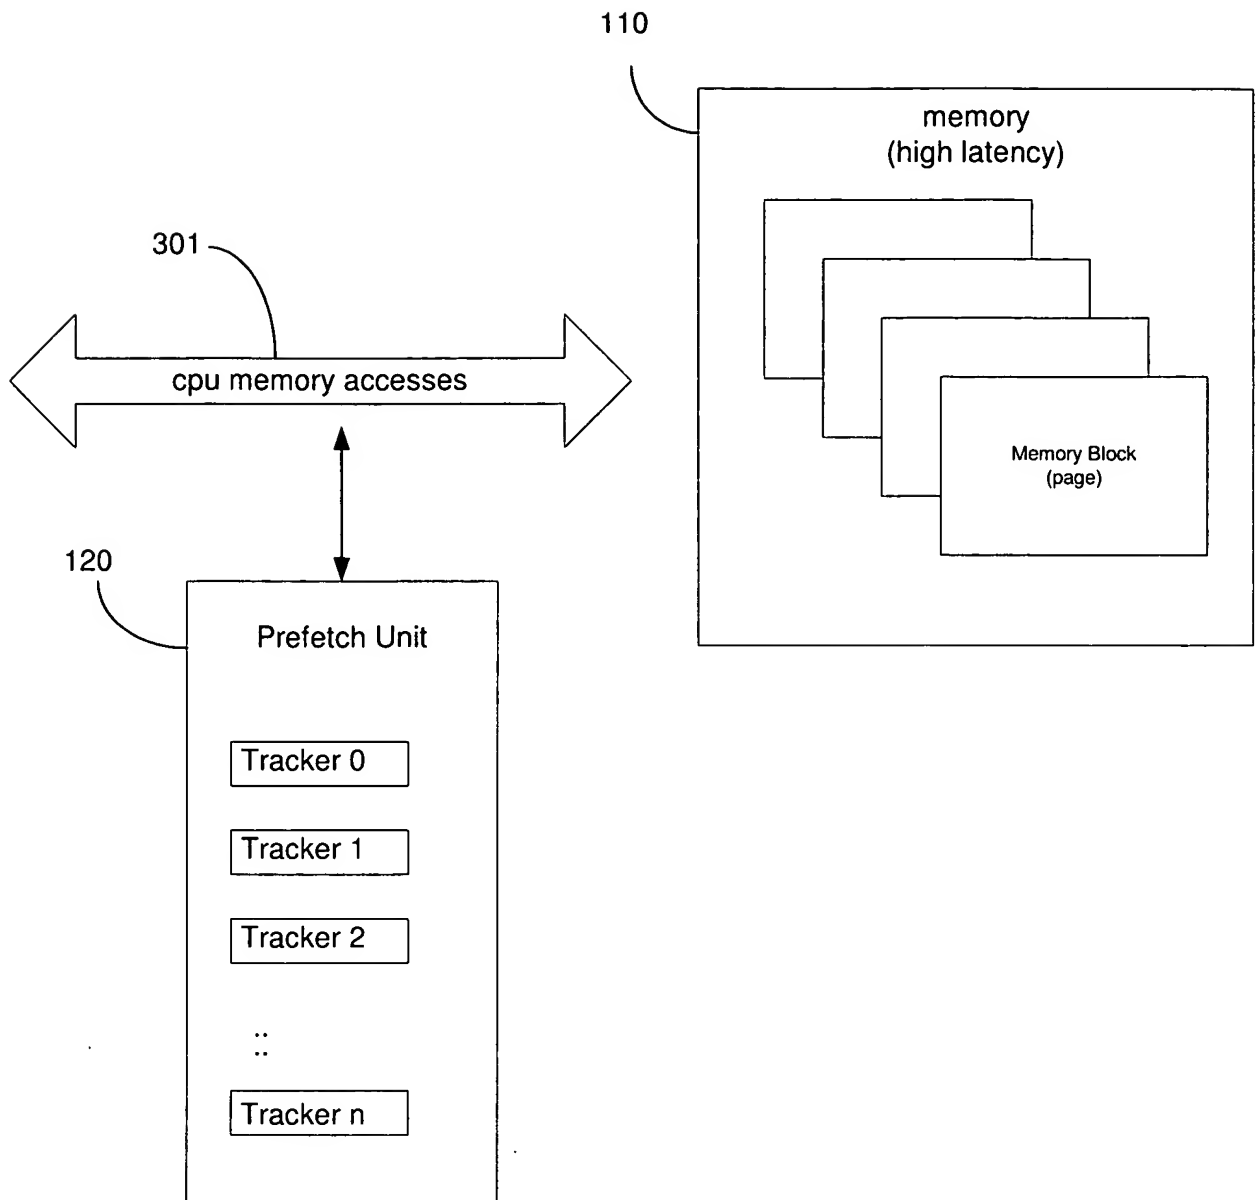 110
memory
(high latency)
301
cpu memory accesses
Memory Block
(page)
120
Prefetch Unit
Tracker 0
Tracker 1
Tracker 2
::
Tracker n